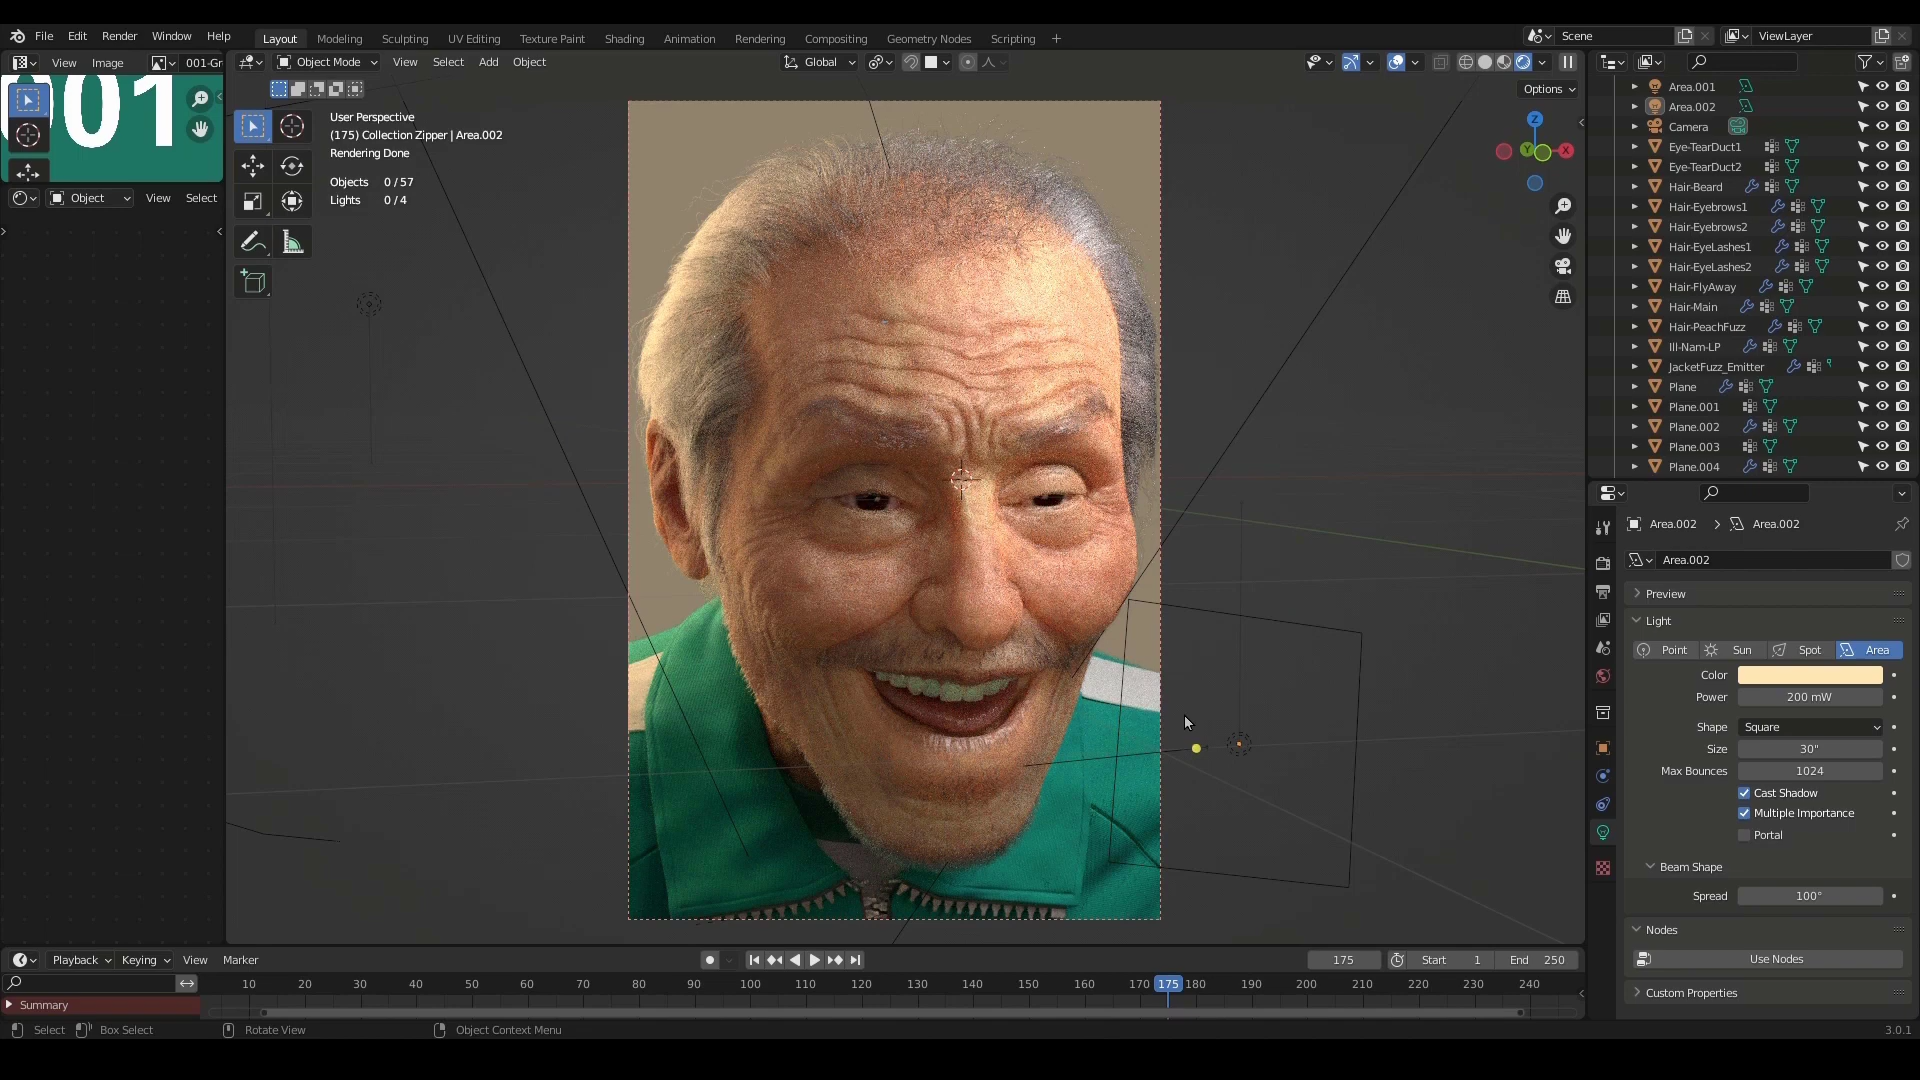 File Edit Render Window Help
Layout Modeling Sculpting UV Editing Texture Paint Shading Animation Rendering Compositing Geometry Nodes Scripting +
Scene
ViewLayer
View Image 001-Gr
001
Object View Select
Object Mode View Select Add Object
Global
Options
User Perspective
(175) Collection Zipper | Area.002
Rendering Done
Objects 0 / 57
Lights 0 / 4
Z
Y
X
Area.001
Area.002
Camera
Eye-TearDuct1
Eye-TearDuct2
Hair-Beard
Hair-Eyebrows1
Hair-Eyebrows2
Hair-EyeLashes1
Hair-EyeLashes2
Hair-FlyAway
Hair-Main
Hair-PeachFuzz
Ill-Nam-LP
JacketFuzz_Emitter
Plane
Plane.001
Plane.002
Plane.003
Plane.004
Area.002 > Area.002
Area.002
Preview
Light
Point Sun Spot Area
Color
Power 200 mW
Shape Square
Size 30"
Max Bounces 1024
Cast Shadow
Multiple Importance
Portal
Beam Shape
Spread 100°
Nodes
Use Nodes
Custom Properties
Playback Keying View Marker
175 Start 1 End 250
10 20 30 40 50 60 70 80 90 100 110 120 130 140 150 160 170 175 180 190 200 210 220 230 240
Summary
Select Box Select Rotate View Object Context Menu
3.0.1